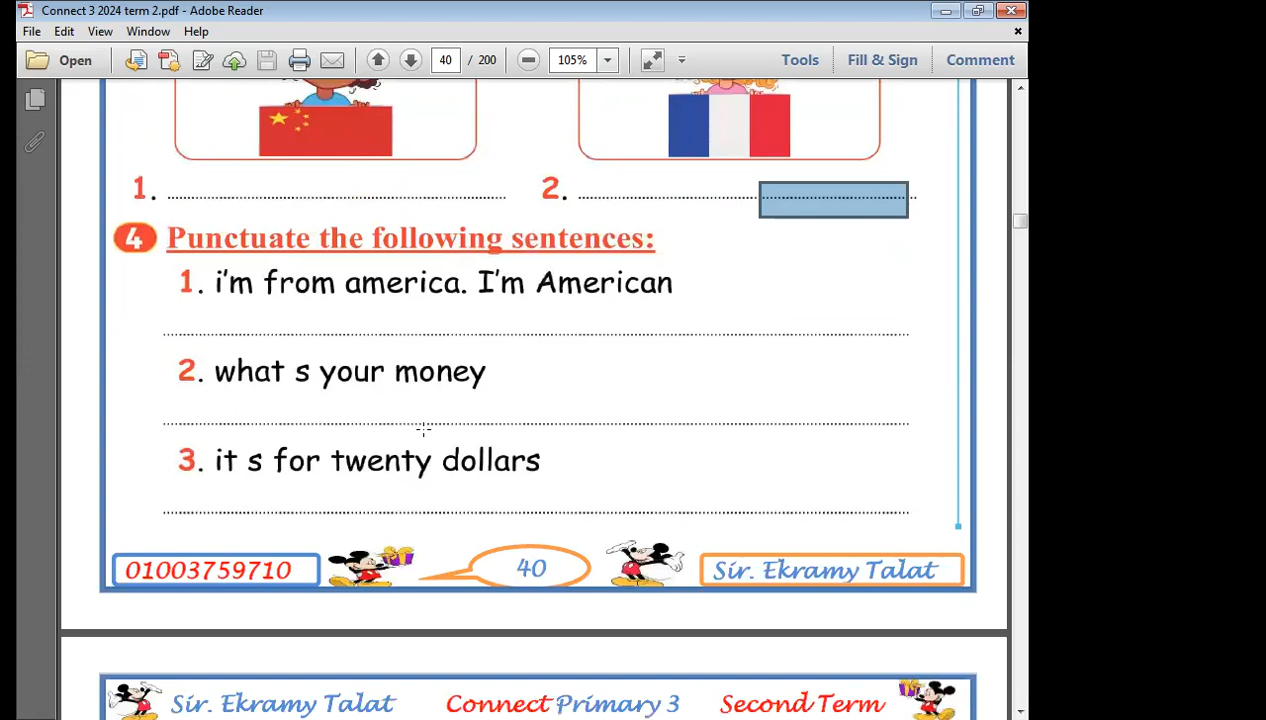 Connect 3 2024 term 2.pdf - Adobe Reader
File Edit View Window Help
Open 40 / 200 105% Tools Fill & Sign Comment
1. 2.
4 Punctuate the following sentences:
1. i'm from america. I'm American
2. what s your money
3. it s for twenty dollars
01003759710 40 Sir. Ekramy Talat
Sir. Ekramy Talat Connect Primary 3 Second Term